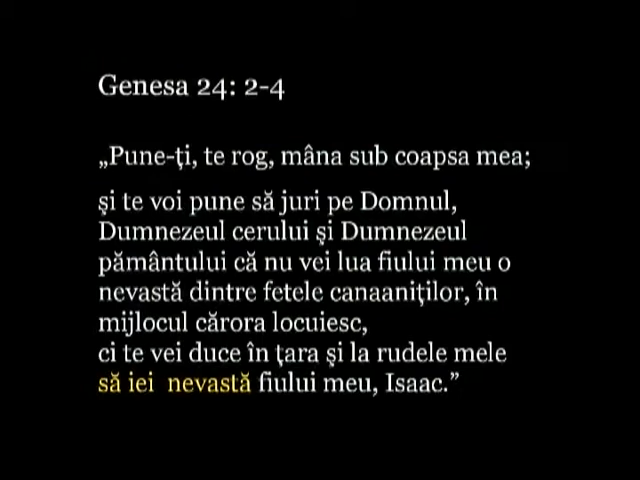 Genesa 24: 2-4
„Pune-ţi, te rog, mâna sub coapsa mea;
şi te voi pune să juri pe Domnul,
Dumnezeul cerului şi Dumnezeul
pământului că nu vei lua fiului meu o
nevastă dintre fetele canaaniţilor, în
mijlocul cărora locuiesc,
ci te vei duce în ţara şi la rudele mele
să iei nevastă fiului meu, Isaac.”